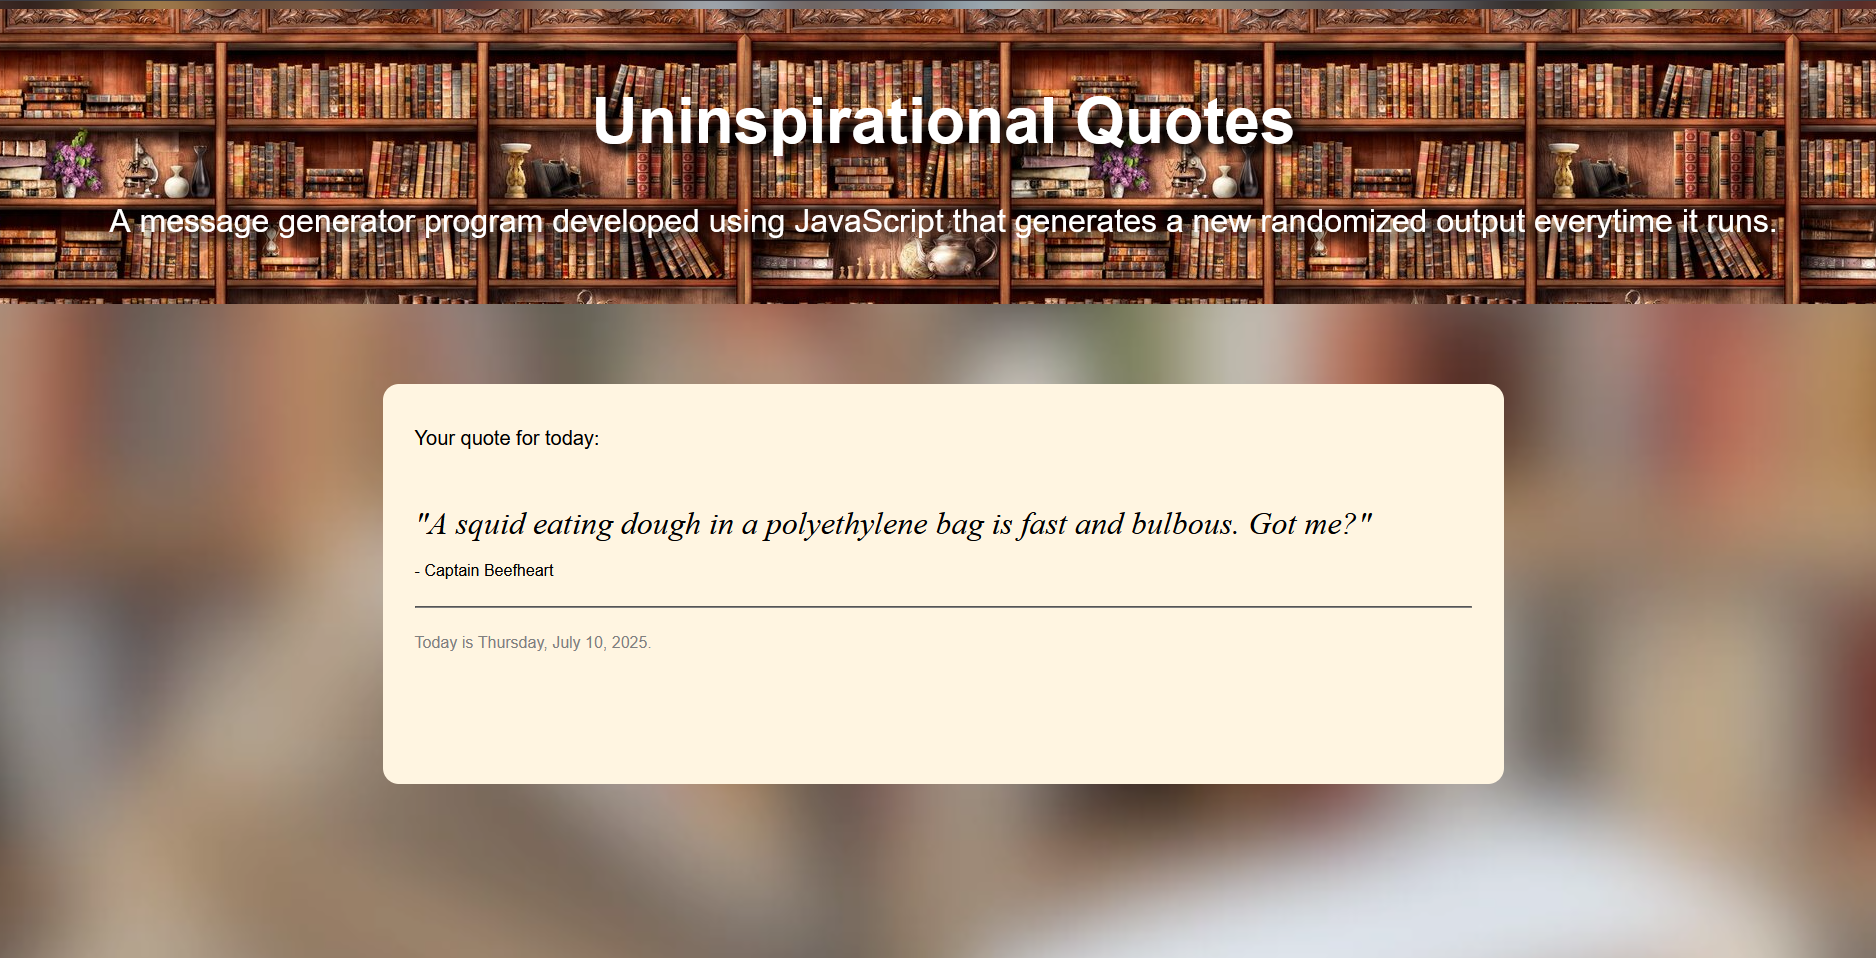 Uninspirational Quotes
A message generator program developed using JavaScript that generates a new randomized output everytime it runs.
Your quote for today:
"A squid eating dough in a polyethylene bag is fast and bulbous. Got me?"
- Captain Beefheart
Today is Thursday, July 10, 2025.